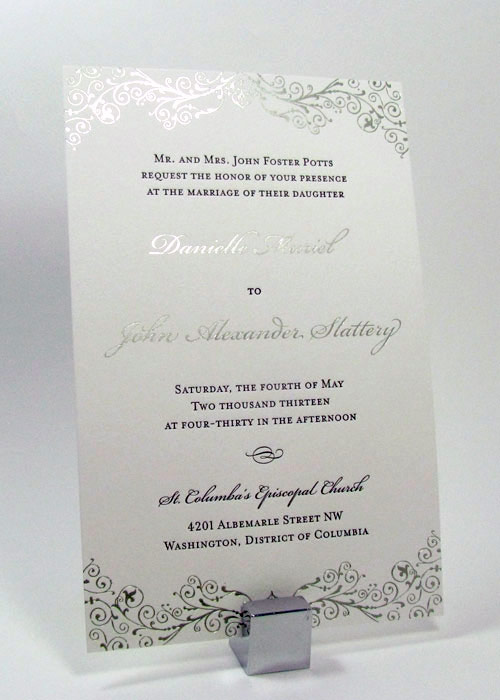 Mr. and Mrs. John Foster Potts
request the honor of your presence
at the marriage of their daughter
Danielle Muriel
to
John Alexander Slattery
Saturday, the fourth of May
Two thousand thirteen
at four-thirty in the afternoon
St. Columba's Episcopal Church
4201 Albemarle Street NW
Washington, District of Columbia